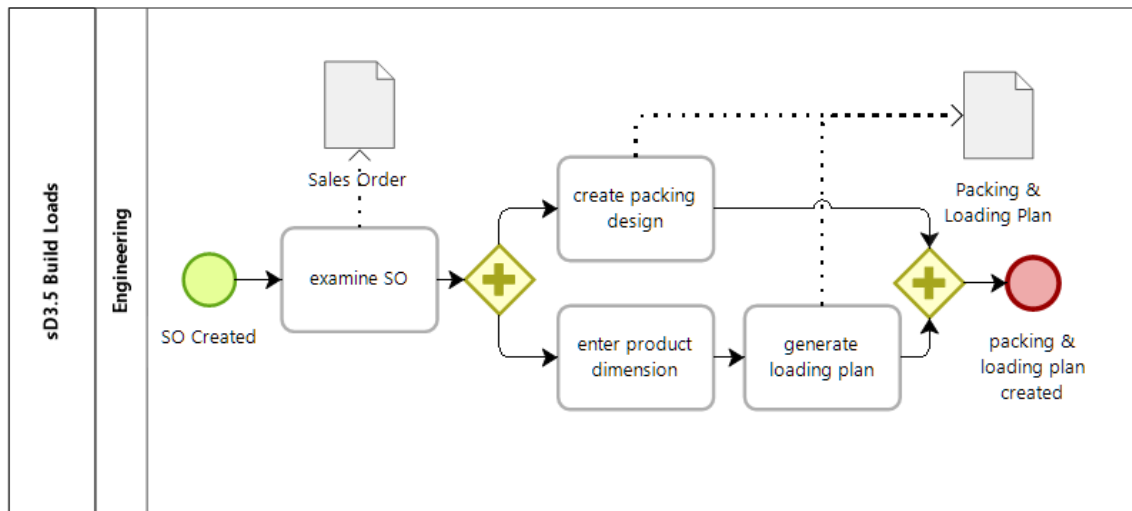 sD3.5 Build Loads
Engineering
SO Created
examine SO
Sales Order
create packing
design
enter product
dimension
generate
loading plan
Packing &
Loading Plan
packing &
loading plan
created